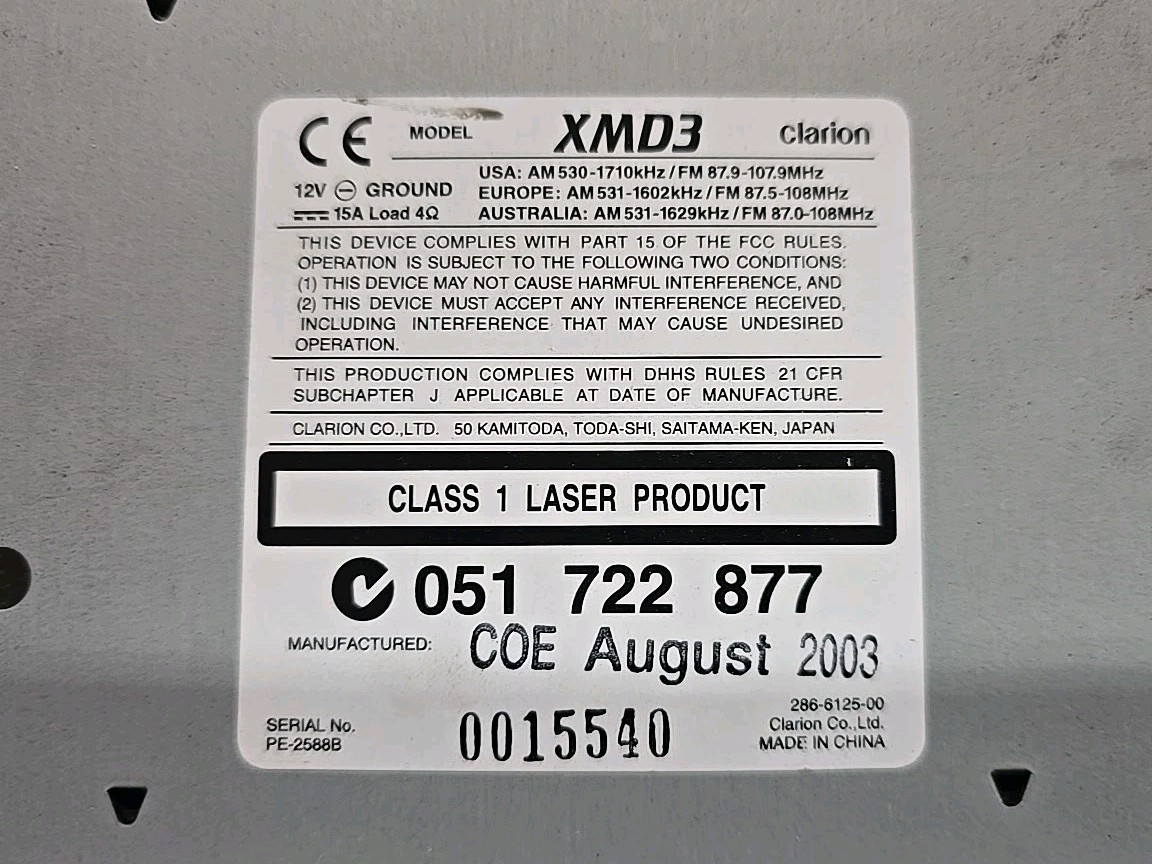 CE MODEL XMD3 clarion
USA: AM 530-1710kHz / FM 87.9-107.9MHz
12V ⊖ GROUND EUROPE: AM 531-1602kHz / FM 87.5-108MHz
15A Load 4Ω AUSTRALIA: AM 531-1629kHz / FM 87.0-108MHz
THIS DEVICE COMPLIES WITH PART 15 OF THE FCC RULES.
OPERATION IS SUBJECT TO THE FOLLOWING TWO CONDITIONS:
(1) THIS DEVICE MAY NOT CAUSE HARMFUL INTERFERENCE, AND
(2) THIS DEVICE MUST ACCEPT ANY INTERFERENCE RECEIVED,
INCLUDING INTERFERENCE THAT MAY CAUSE UNDESIRED
OPERATION.
THIS PRODUCTION COMPLIES WITH DHHS RULES 21 CFR
SUBCHAPTER J APPLICABLE AT DATE OF MANUFACTURE.
CLARION CO.,LTD. 50 KAMITODA, TODA-SHI, SAITAMA-KEN, JAPAN
CLASS 1 LASER PRODUCT
051 722 877
MANUFACTURED: COE August 2003
286-6125-00
SERIAL No. 0015540 Clarion Co.,Ltd.
PE-2588B MADE IN CHINA